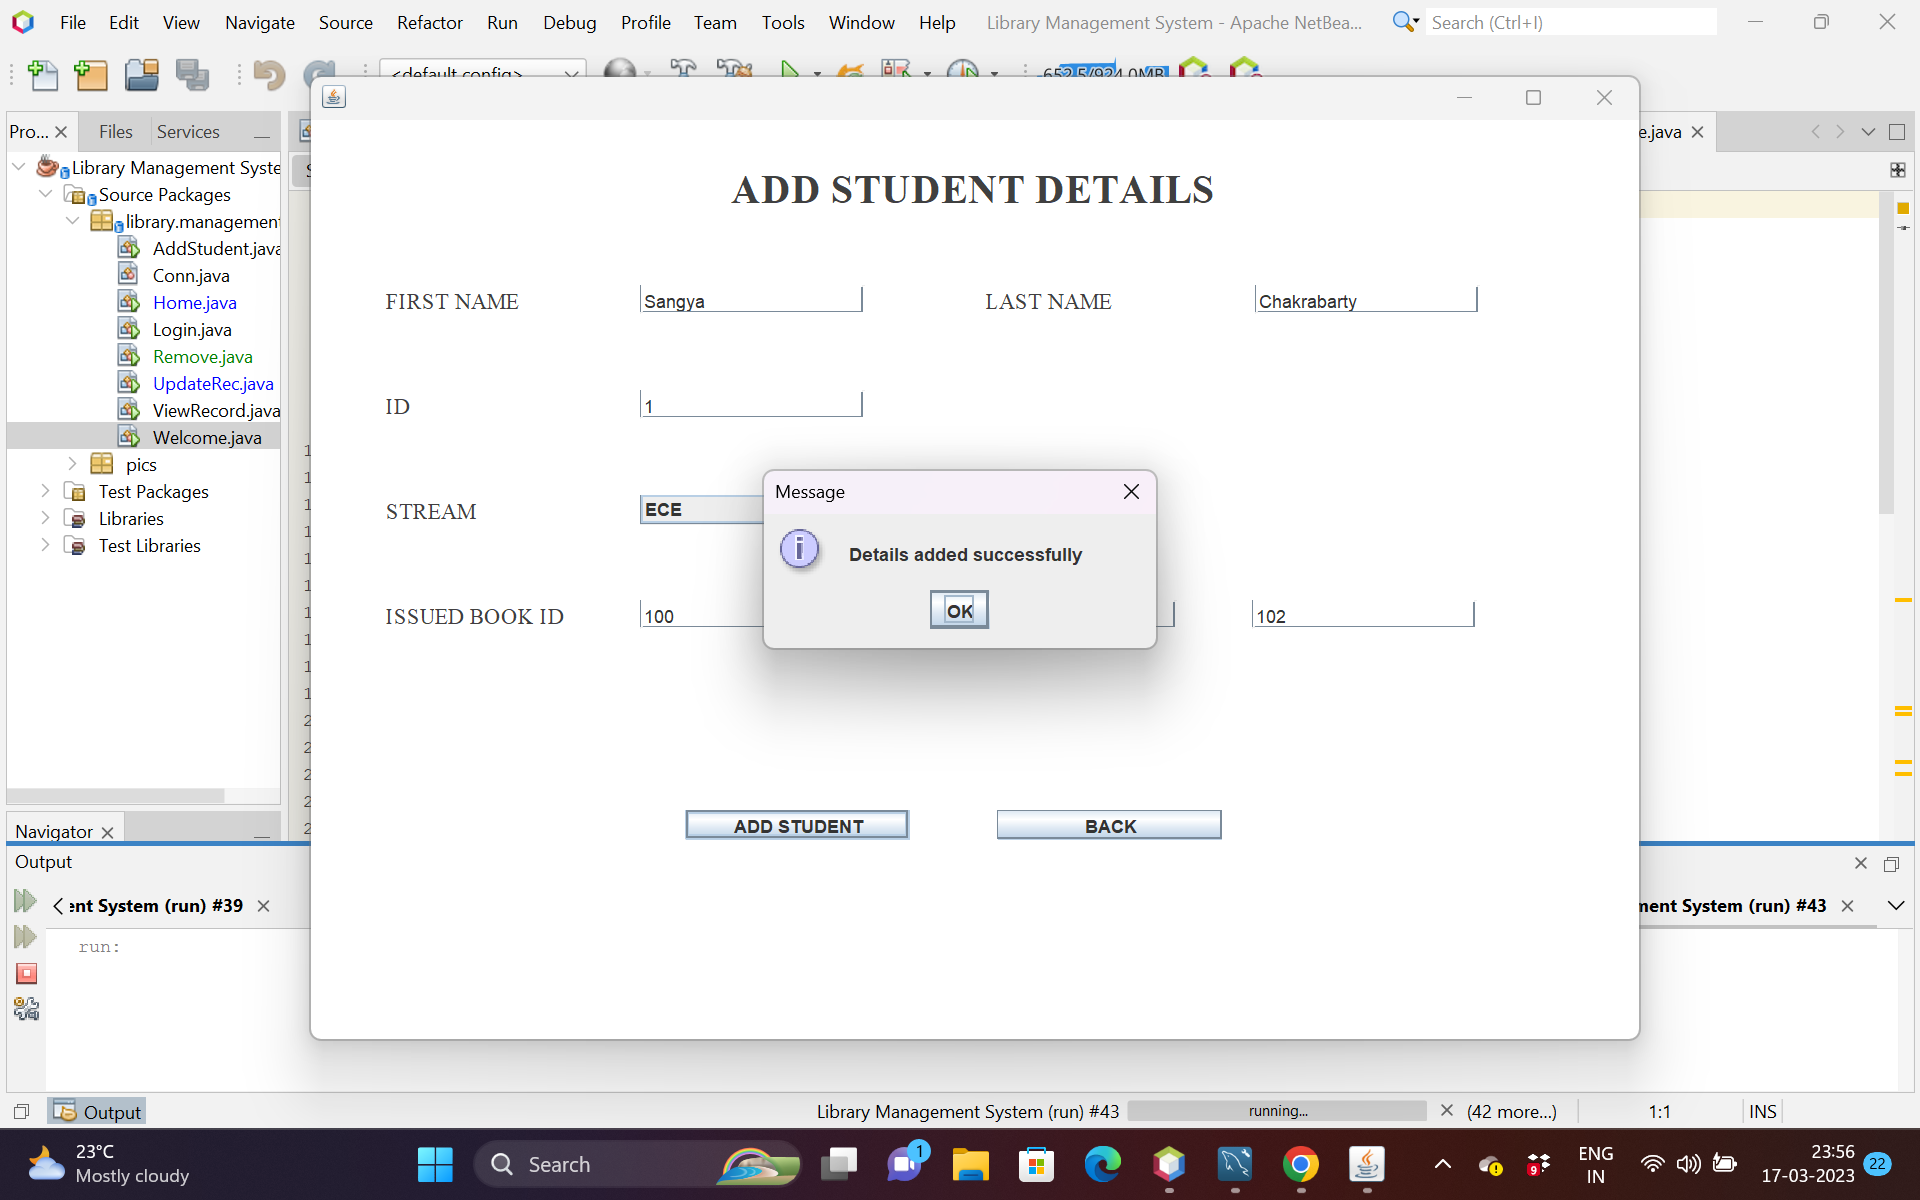 File Edit View Navigate Source Refactor Run Debug Profile Team Tools Window Help Library Management System - Apache NetBea... Search (Ctrl+I)
<default config>
Pro... Files Services
e.java
Library Management Syste
Source Packages
library.management
AddStudent.java
Conn.java
Home.java
Login.java
Remove.java
UpdateRec.java
ViewRecord.java
Welcome.java
pics
Test Packages
Libraries
Test Libraries
Navigator
ADD STUDENT DETAILS
FIRST NAME Sangya LAST NAME Chakrabarty
ID 1
STREAM ECE
ISSUED BOOK ID 100 102
Message
Details added successfully
OK
ADD STUDENT BACK
Output
ent System (run) #39
ment System (run) #43
run:
Output Library Management System (run) #43 running... (42 more...) 1:1 INS
23°C
Mostly cloudy
Search
1
9
ENG
IN
23:56
17-03-2023
22